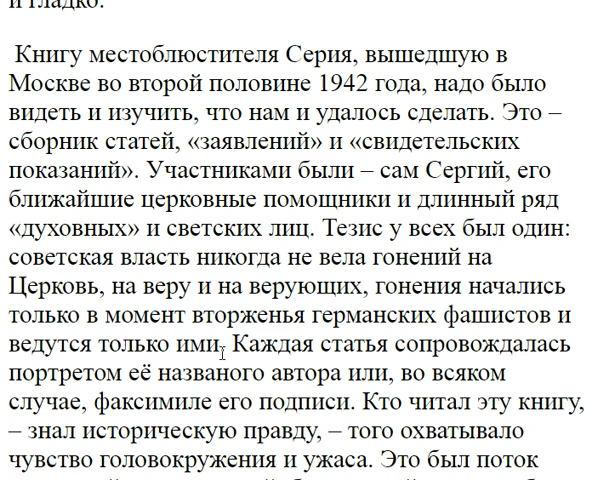 и гладко.
Книгу местоблюстителя Серия, вышедшую в
Москве во второй половине 1942 года, надо было
видеть и изучить, что нам и удалось сделать. Это –
сборник статей, «заявлений» и «свидетельских
показаний». Участниками были – сам Сергий, его
ближайшие церковные помощники и длинный ряд
«духовных» и светских лиц. Тезис у всех был один:
советская власть никогда не вела гонений на
Церковь, на веру и на верующих, гонения начались
только в момент вторженья германских фашистов и
ведутся только ими. Каждая статья сопровождалась
портретом её названого автора или, во всяком
случае, факсимиле его подписи. Кто читал эту книгу,
– знал историческую правду, – того охватывало
чувство головокружения и ужаса. Это был поток